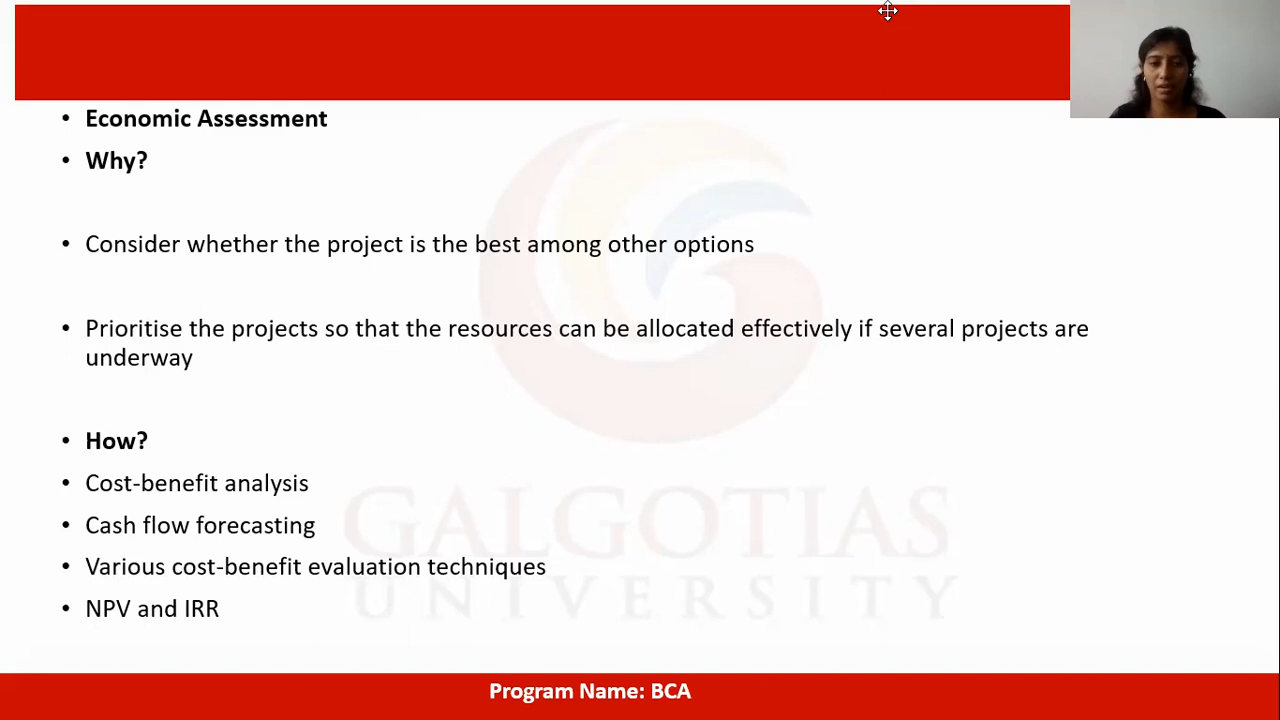 • Economic Assessment
• Why?
• Consider whether the project is the best among other options
• Prioritise the projects so that the resources can be allocated effectively if several projects are
underway
• How?
• Cost-benefit analysis
• Cash flow forecasting
• Various cost-benefit evaluation techniques
• NPV and IRR
GALGOTIAS
UNIVERSITY
Program Name: BCA